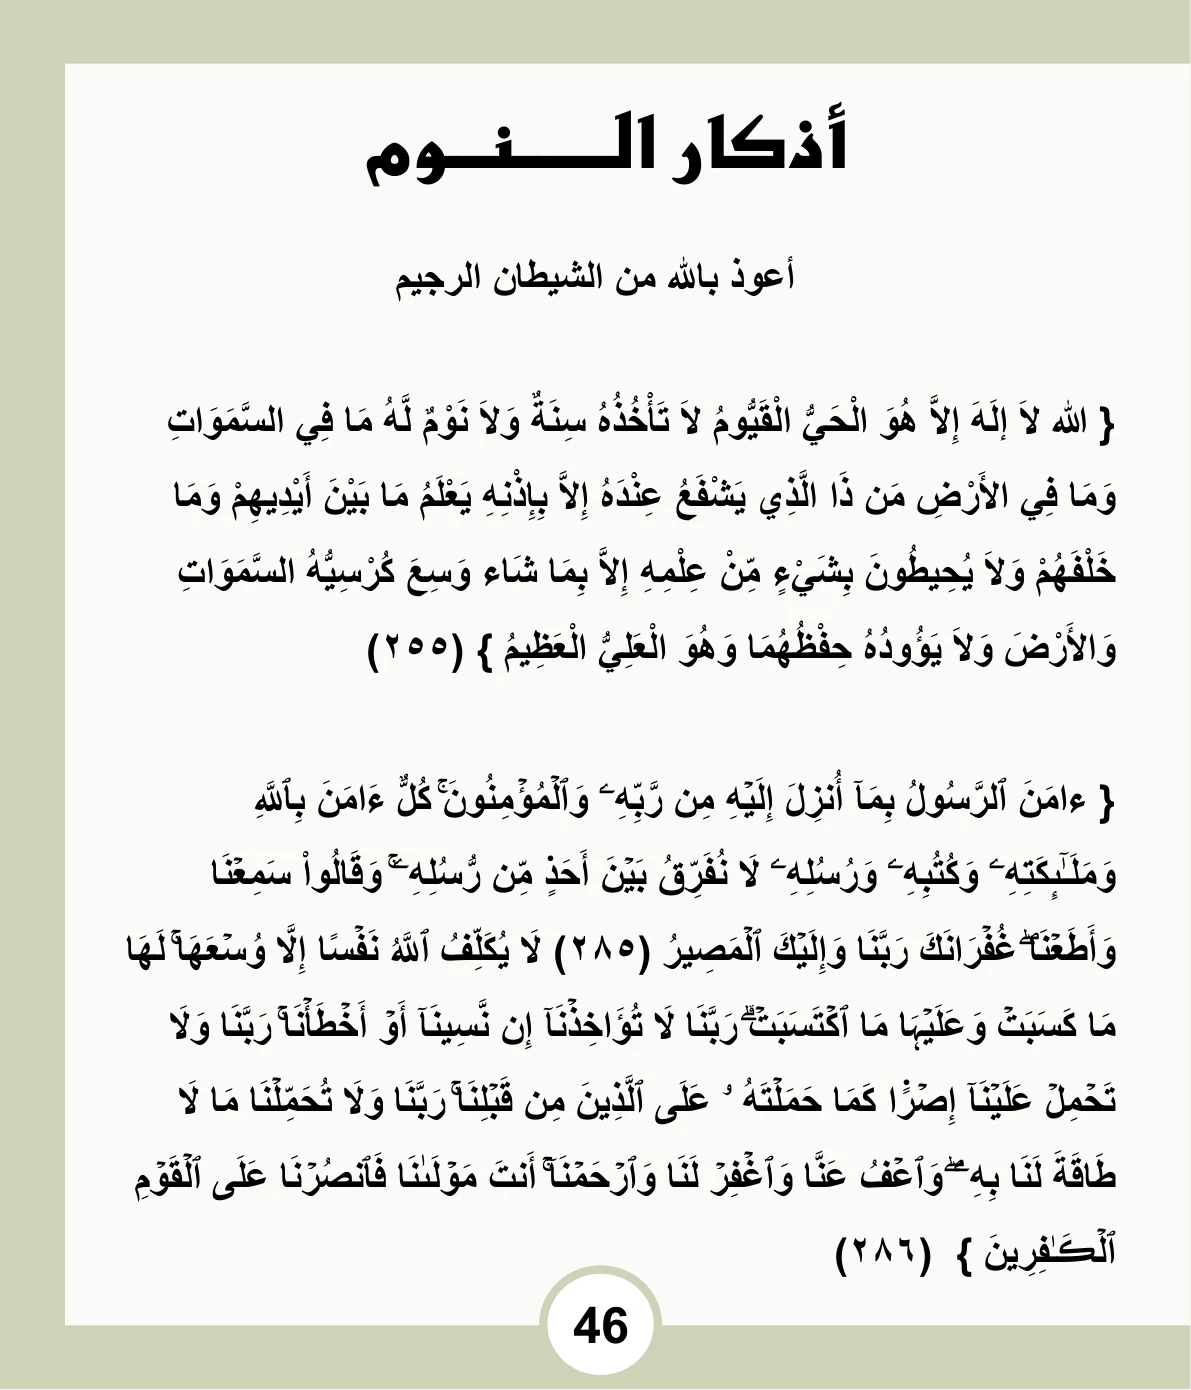 أذكار الـــنــوم
أعوذ بالله من الشيطان الرجيم
{ الله لاَ إلَهَ إِلاَّ هُوَ الْحَيُّ الْقَيُّومُ لاَ تَأْخُذُهُ سِنَةٌ وَلاَ نَوْمٌ لَّهُ مَا فِي السَّمَوَاتِ
وَمَا فِي الأَرْضِ مَن ذَا الَّذِي يَشْفَعُ عِنْدَهُ إِلاَّ بِإِذْنِهِ يَعْلَمُ مَا بَيْنَ أَيْدِيهِمْ وَمَا
خَلْفَهُمْ وَلاَ يُحِيطُونَ بِشَيْءٍ مِّنْ عِلْمِهِ إِلاَّ بِمَا شَاء وَسِعَ كُرْسِيُّهُ السَّمَوَاتِ
وَالأَرْضَ وَلاَ يَؤُودُهُ حِفْظُهُمَا وَهُوَ الْعَلِيُّ الْعَظِيمُ } (٢٥٥)
{ ءامَنَ ٱلرَّسُولُ بِمَآ أُنزِلَ إِلَيۡهِ مِن رَّبِّهِۦ وَٱلۡمُؤۡمِنُونَۚ كُلٌّ ءَامَنَ بِٱللَّهِ
وَمَلَـٰٓٮِٕكَتِهِۦ وَكُتُبِهِۦ وَرُسُلِهِۦ لَا نُفَرِّقُ بَيۡنَ أَحَدٍ۬ مِّن رُّسُلِهِۦۚ وَقَالُواْ سَمِعۡنَا
وَأَطَعۡنَاۖ غُفۡرَانَكَ رَبَّنَا وَإِلَيۡكَ ٱلۡمَصِيرُ (٢٨٥) لَا يُكَلِّفُ ٱللَّهُ نَفۡسًا إِلَّا وُسۡعَهَاۚ لَهَا
مَا كَسَبَتۡ وَعَلَيۡہَا مَا ٱكۡتَسَبَتۡۗ رَبَّنَا لَا تُؤَاخِذۡنَآ إِن نَّسِينَآ أَوۡ أَخۡطَأۡنَاۚ رَبَّنَا وَلَا
تَحۡمِلۡ عَلَيۡنَآ إِصۡرً۬ا كَمَا حَمَلۡتَهُ ۥ عَلَى ٱلَّذِينَ مِن قَبۡلِنَاۚ رَبَّنَا وَلَا تُحَمِّلۡنَا مَا لَا
طَاقَةَ لَنَا بِهِۦۖ وَٱعۡفُ عَنَّا وَٱغۡفِرۡ لَنَا وَٱرۡحَمۡنَآۚ أَنتَ مَوۡلَٮٰنَا فَٱنصُرۡنَا عَلَى ٱلۡقَوۡمِ
ٱلۡڪَـٰفِرِينَ } (٢٨٦)
46